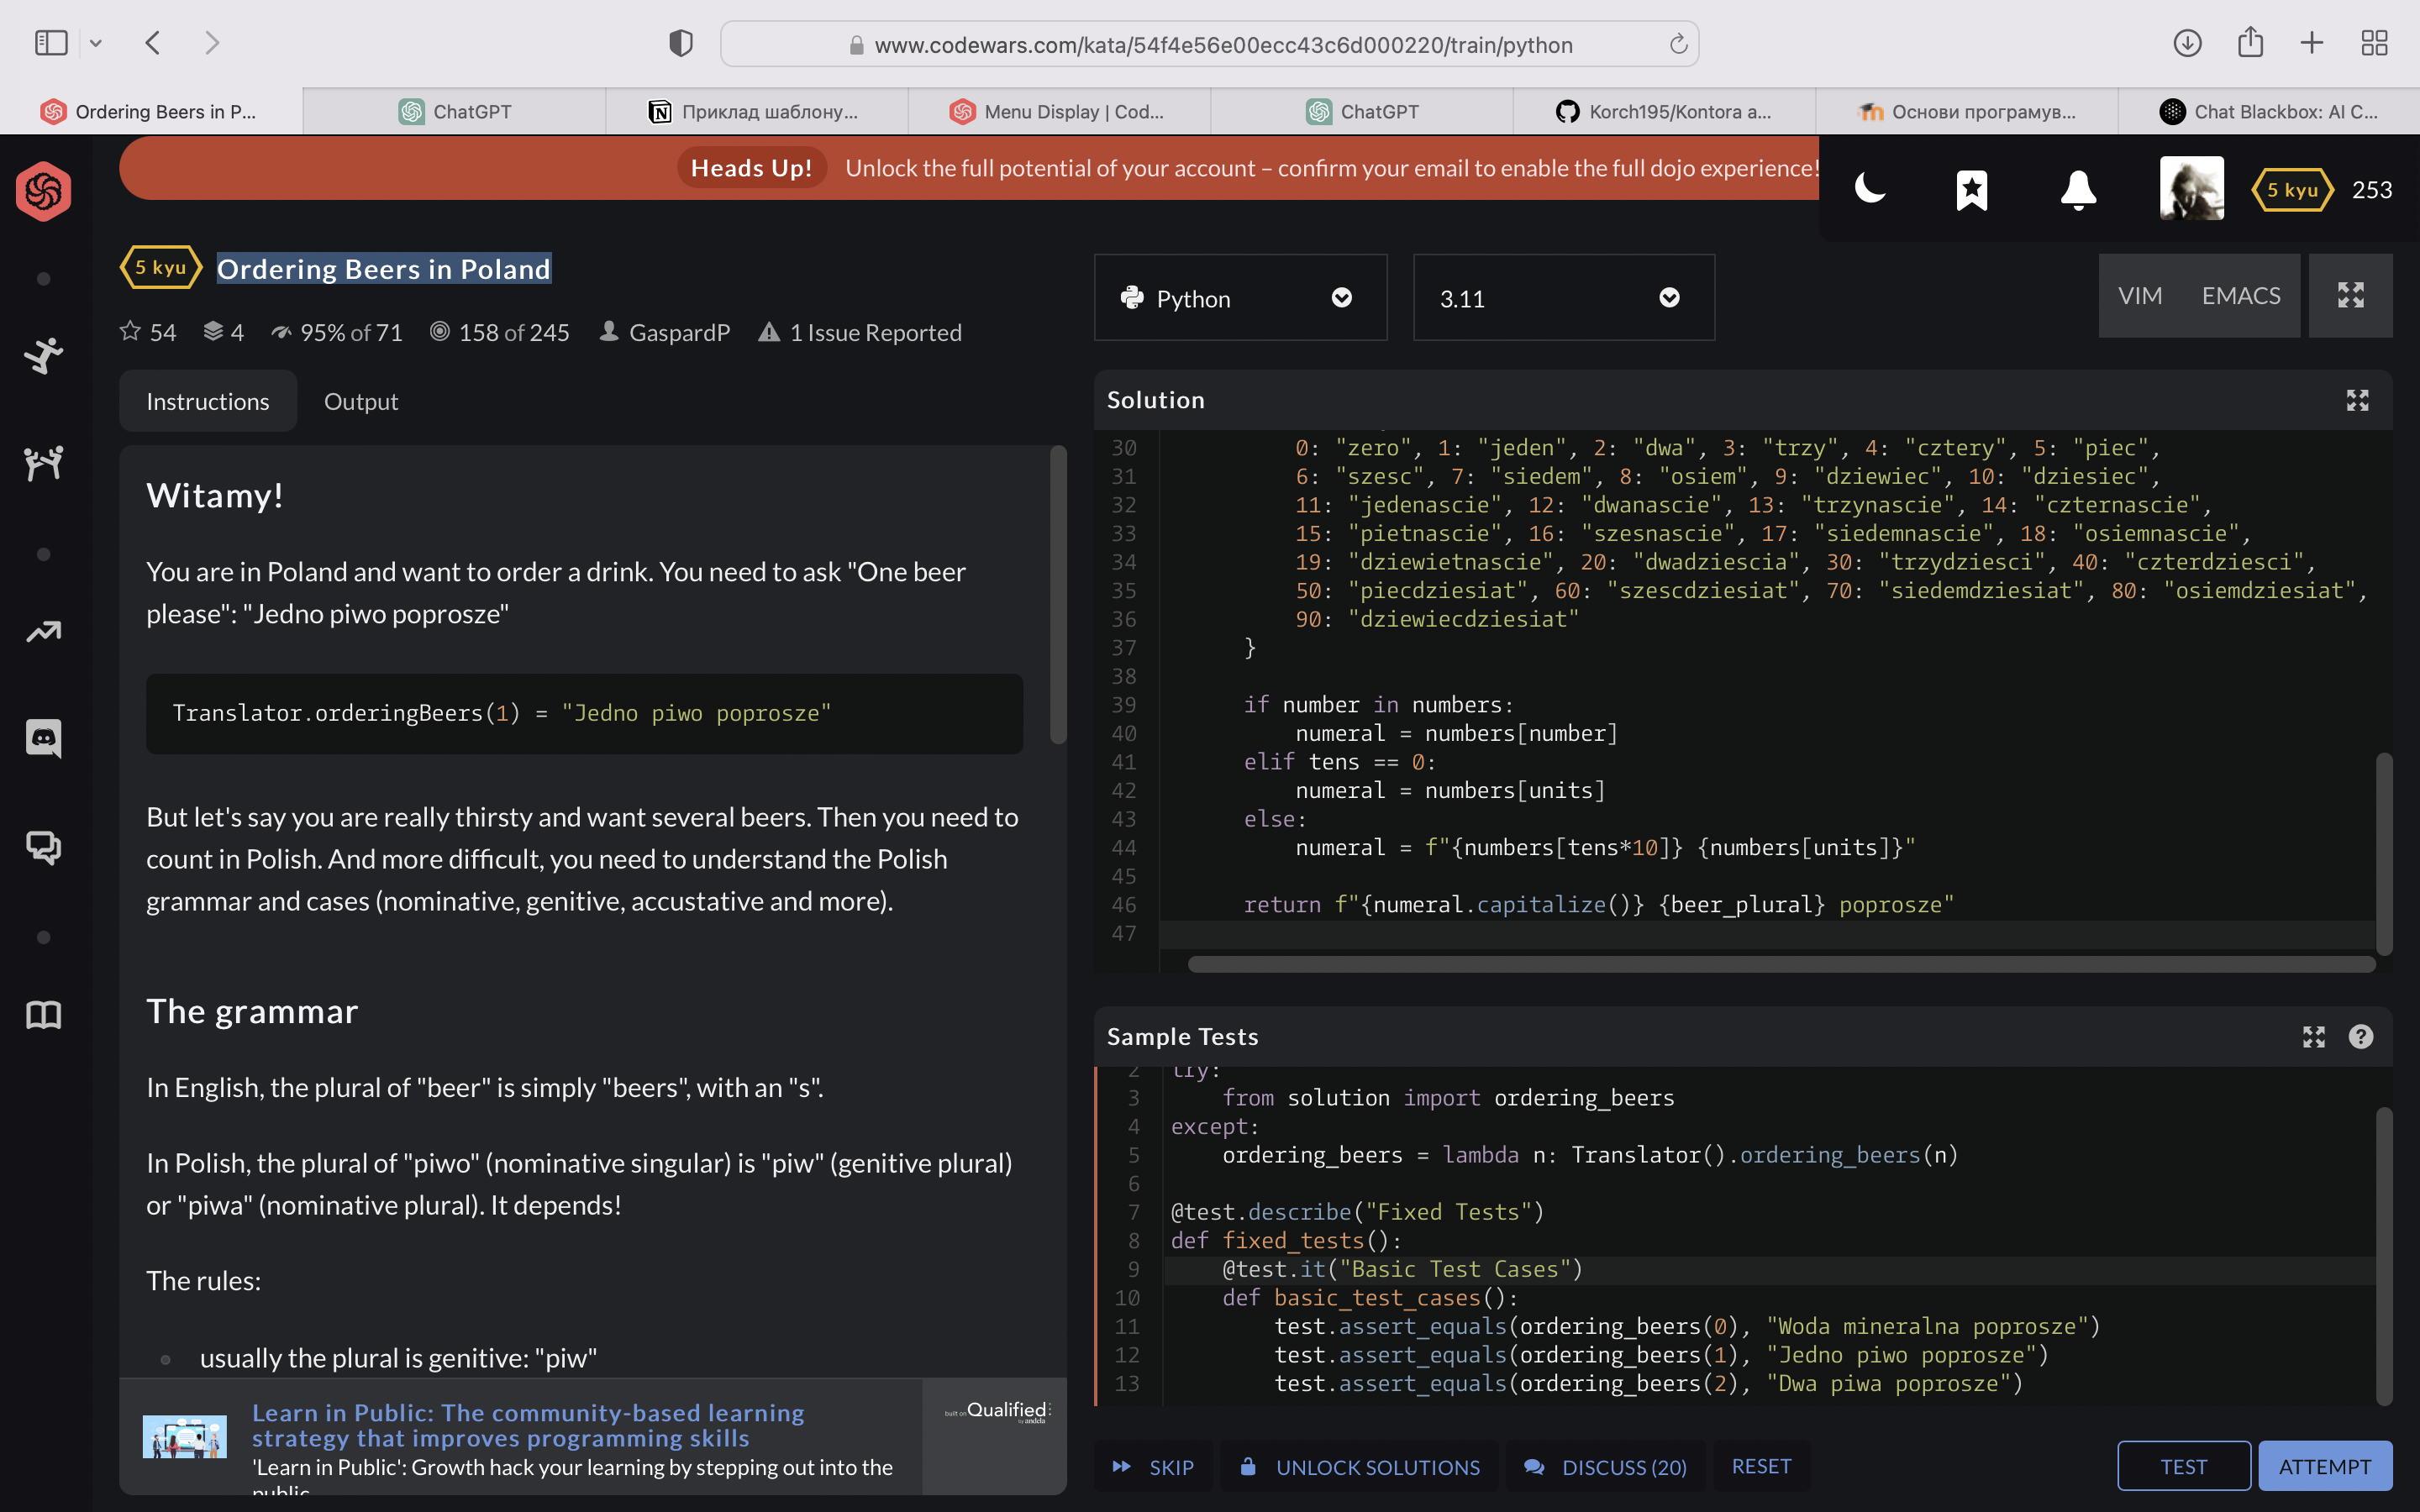 www.codewars.com/kata/54f4e56e00ecc43c6d000220/train/python
Ordering Beers in P...
ChatGPT
Приклад шаблону...
Menu Display | Cod...
ChatGPT
Korch195/Kontora a...
Основи програмув...
Chat Blackbox: AI C...
Heads Up! Unlock the full potential of your account – confirm your email to enable the full dojo experience!
5 kyu 253
5 kyu Ordering Beers in Poland
54 4 95% of 71 158 of 245 GaspardP 1 Issue Reported
Instructions Output
Witamy!
You are in Poland and want to order a drink. You need to ask "One beer
please": "Jedno piwo poprosze"
Translator.orderingBeers(1) = "Jedno piwo poprosze"
But let's say you are really thirsty and want several beers. Then you need to
count in Polish. And more difficult, you need to understand the Polish
grammar and cases (nominative, genitive, accustative and more).
The grammar
In English, the plural of "beer" is simply "beers", with an "s".
In Polish, the plural of "piwo" (nominative singular) is "piw" (genitive plural)
or "piwa" (nominative plural). It depends!
The rules:
usually the plural is genitive: "piw"
Learn in Public: The community-based learning
strategy that improves programming skills
'Learn in Public': Growth hack your learning by stepping out into the
public
built on Qualified
by andela
Python
3.11
VIM EMACS
Solution
30 0: "zero", 1: "jeden", 2: "dwa", 3: "trzy", 4: "cztery", 5: "piec",
31 6: "szesc", 7: "siedem", 8: "osiem", 9: "dziewiec", 10: "dziesiec",
32 11: "jedenascie", 12: "dwanascie", 13: "trzynascie", 14: "czternascie",
33 15: "pietnascie", 16: "szesnascie", 17: "siedemnascie", 18: "osiemnascie",
34 19: "dziewietnascie", 20: "dwadziescia", 30: "trzydziesci", 40: "czterdziesci",
35 50: "piecdziesiat", 60: "szescdziesiat", 70: "siedemdziesiat", 80: "osiemdziesiat",
36 90: "dziewiecdziesiat"
37 }
38
39 if number in numbers:
40 numeral = numbers[number]
41 elif tens == 0:
42 numeral = numbers[units]
43 else:
44 numeral = f"{numbers[tens*10]} {numbers[units]}"
45
46 return f"{numeral.capitalize()} {beer_plural} poprosze"
47
Sample Tests
2 try:
3 from solution import ordering_beers
4 except:
5 ordering_beers = lambda n: Translator().ordering_beers(n)
6
7 @test.describe("Fixed Tests")
8 def fixed_tests():
9 @test.it("Basic Test Cases")
10 def basic_test_cases():
11 test.assert_equals(ordering_beers(0), "Woda mineralna poprosze")
12 test.assert_equals(ordering_beers(1), "Jedno piwo poprosze")
13 test.assert_equals(ordering_beers(2), "Dwa piwa poprosze")
SKIP UNLOCK SOLUTIONS DISCUSS (20) RESET TEST ATTEMPT